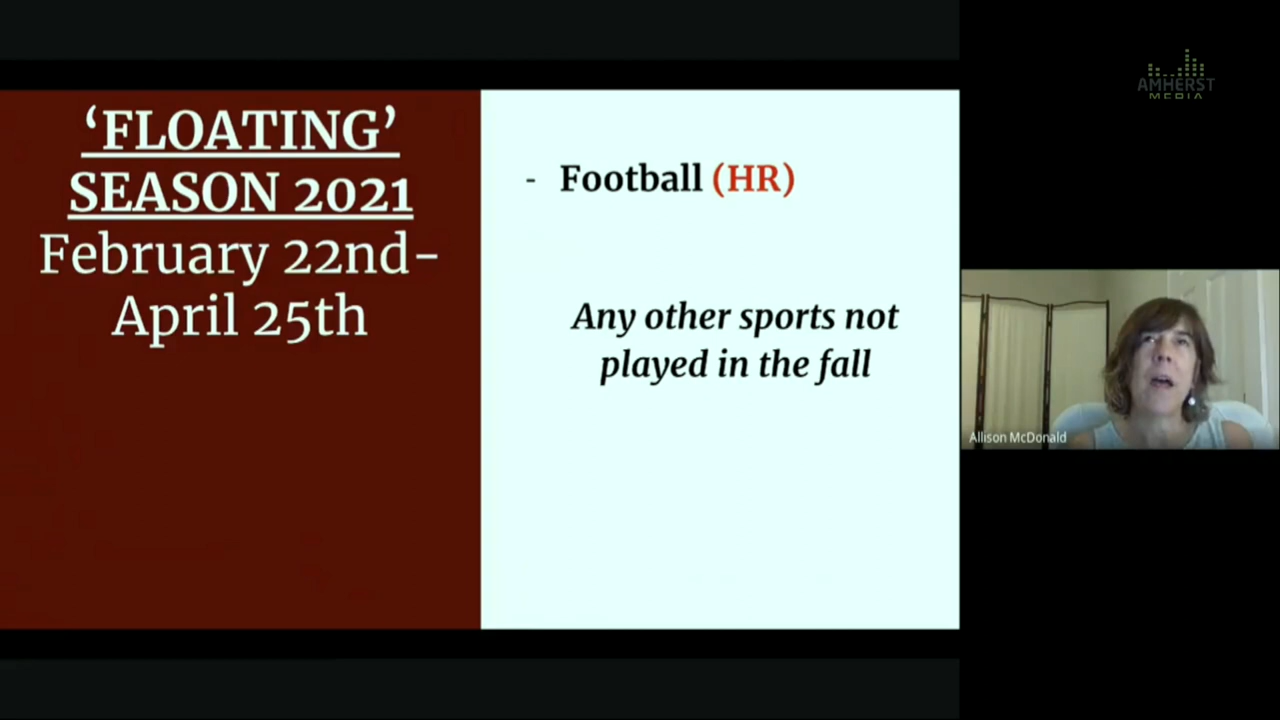 ‘FLOATING’
SEASON 2021
February 22nd-
April 25th
- Football (HR)
Any other sports not
played in the fall
AMHERST
MEDIA
Allison McDonald